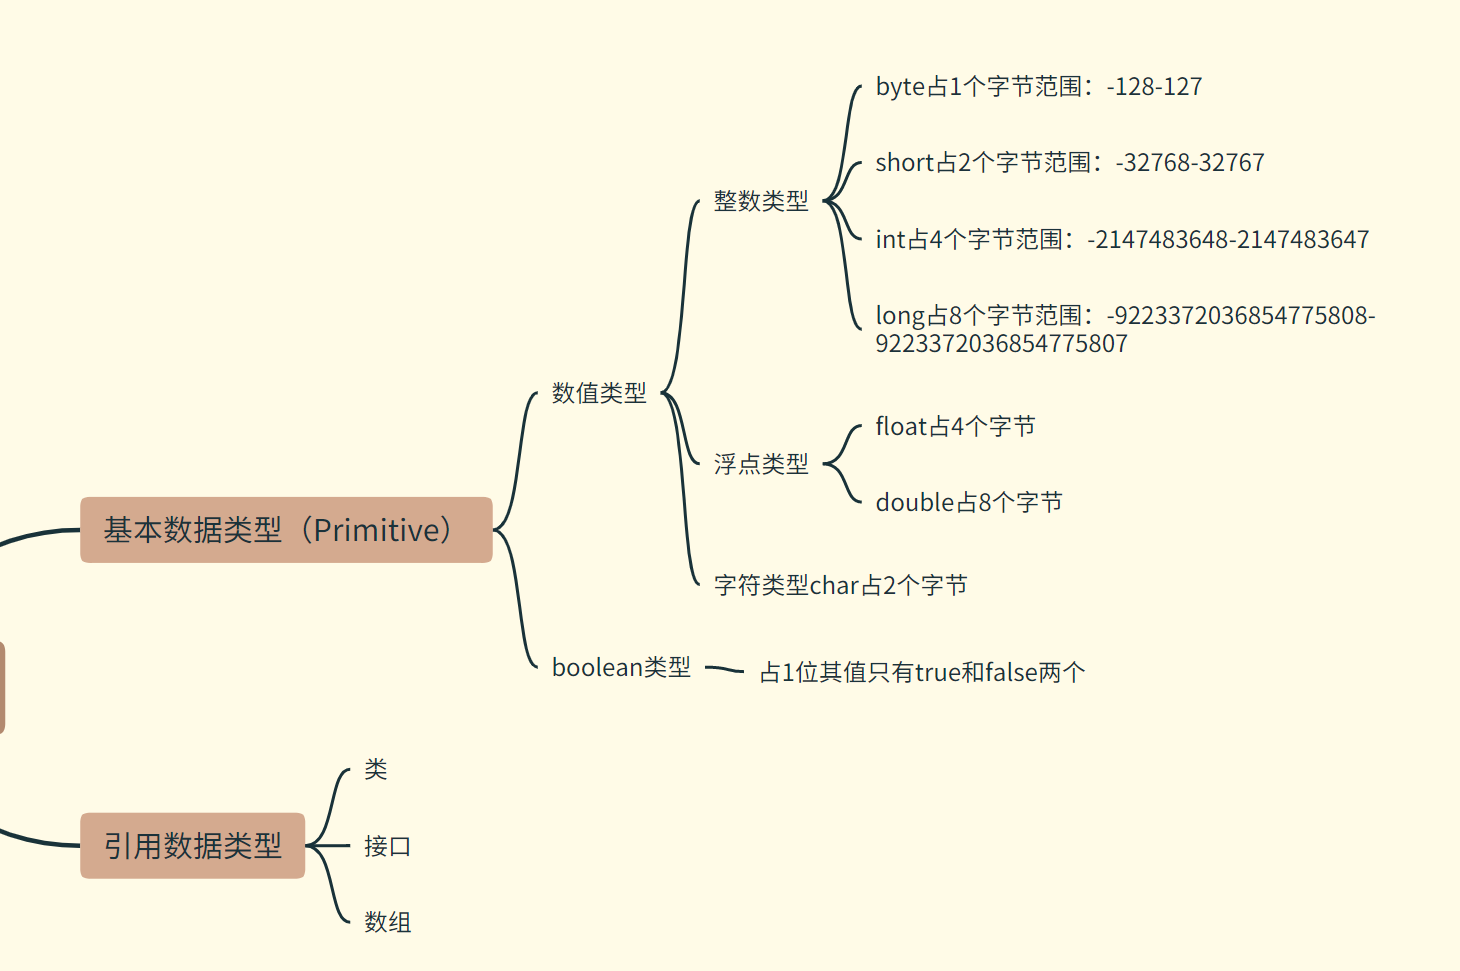 byte占1个字节范围：-128-127
short占2个字节范围：-32768-32767
整数类型
int占4个字节范围：-2147483648-2147483647
long占8个字节范围：-9223372036854775808-
9223372036854775807
数值类型
float占4个字节
浮点类型
double占8个字节
基本数据类型（Primitive）
字符类型char占2个字节
boolean类型
占1位其值只有true和false两个
类
引用数据类型
接口
数组